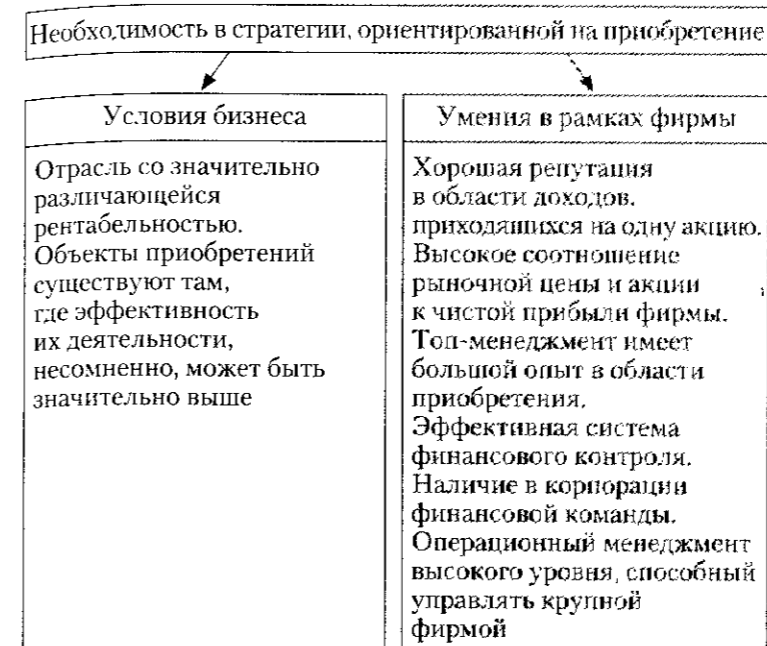 Необходимость в стратегии, ориентированной на приобретение
Условия бизнеса
Отрасль со значительно
различающейся
рентабельностью.
Объекты приобретений
существуют там,
где эффективность
их деятельности,
несомненно, может быть
значительно выше
Умения в рамках фирмы
Хорошая репутация
в области доходов,
приходящихся на одну акцию.
Высокое соотношение
рыночной цены и акции
к чистой прибыли фирмы.
Топ-менеджмент имеет
большой опыт в области
приобретения.
Эффективная система
финансового контроля.
Наличие в корпорации
финансовой команды.
Операционный менеджмент
высокого уровня, способный
управлять крупной
фирмой